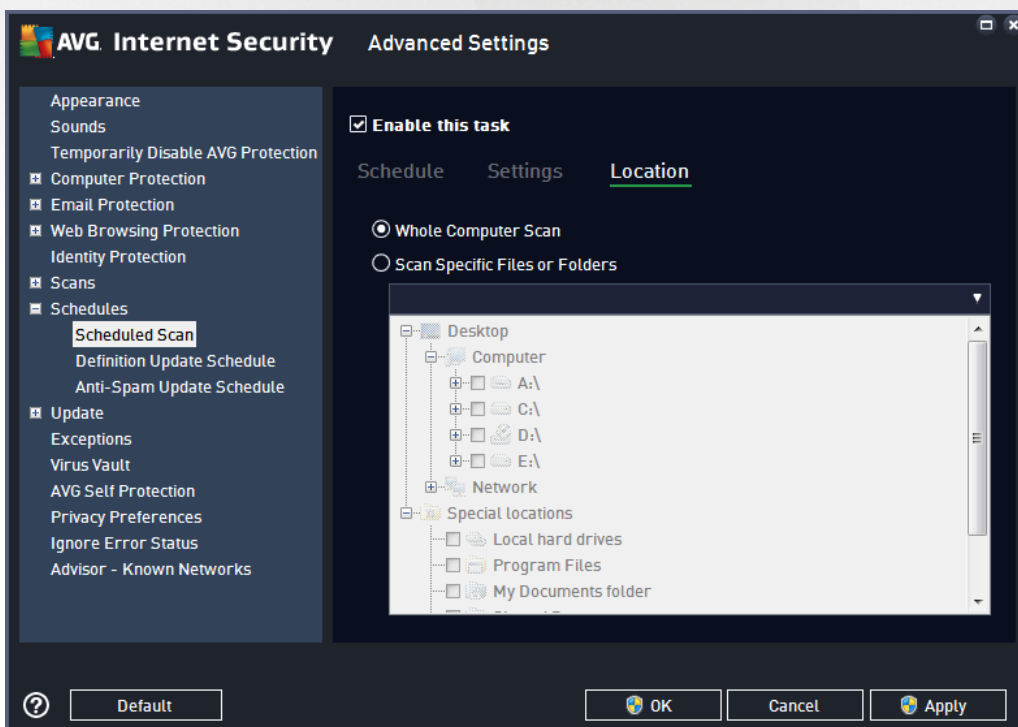 AVG. Internet Security Advanced Settings
Appearance
Sounds
Temporarily Disable AVG Protection
Computer Protection
Email Protection
Web Browsing Protection
Identity Protection
Scans
Schedules
Scheduled Scan
Definition Update Schedule
Anti-Spam Update Schedule
Update
Exceptions
Virus Vault
AVG Self Protection
Privacy Preferences
Ignore Error Status
Advisor - Known Networks
Enable this task
Schedule Settings Location
Whole Computer Scan
Scan Specific Files or Folders
Desktop
Computer
A:\
C:\
D:\
E:\
Network
Special locations
Local hard drives
Program Files
My Documents folder
? Default OK Cancel Apply